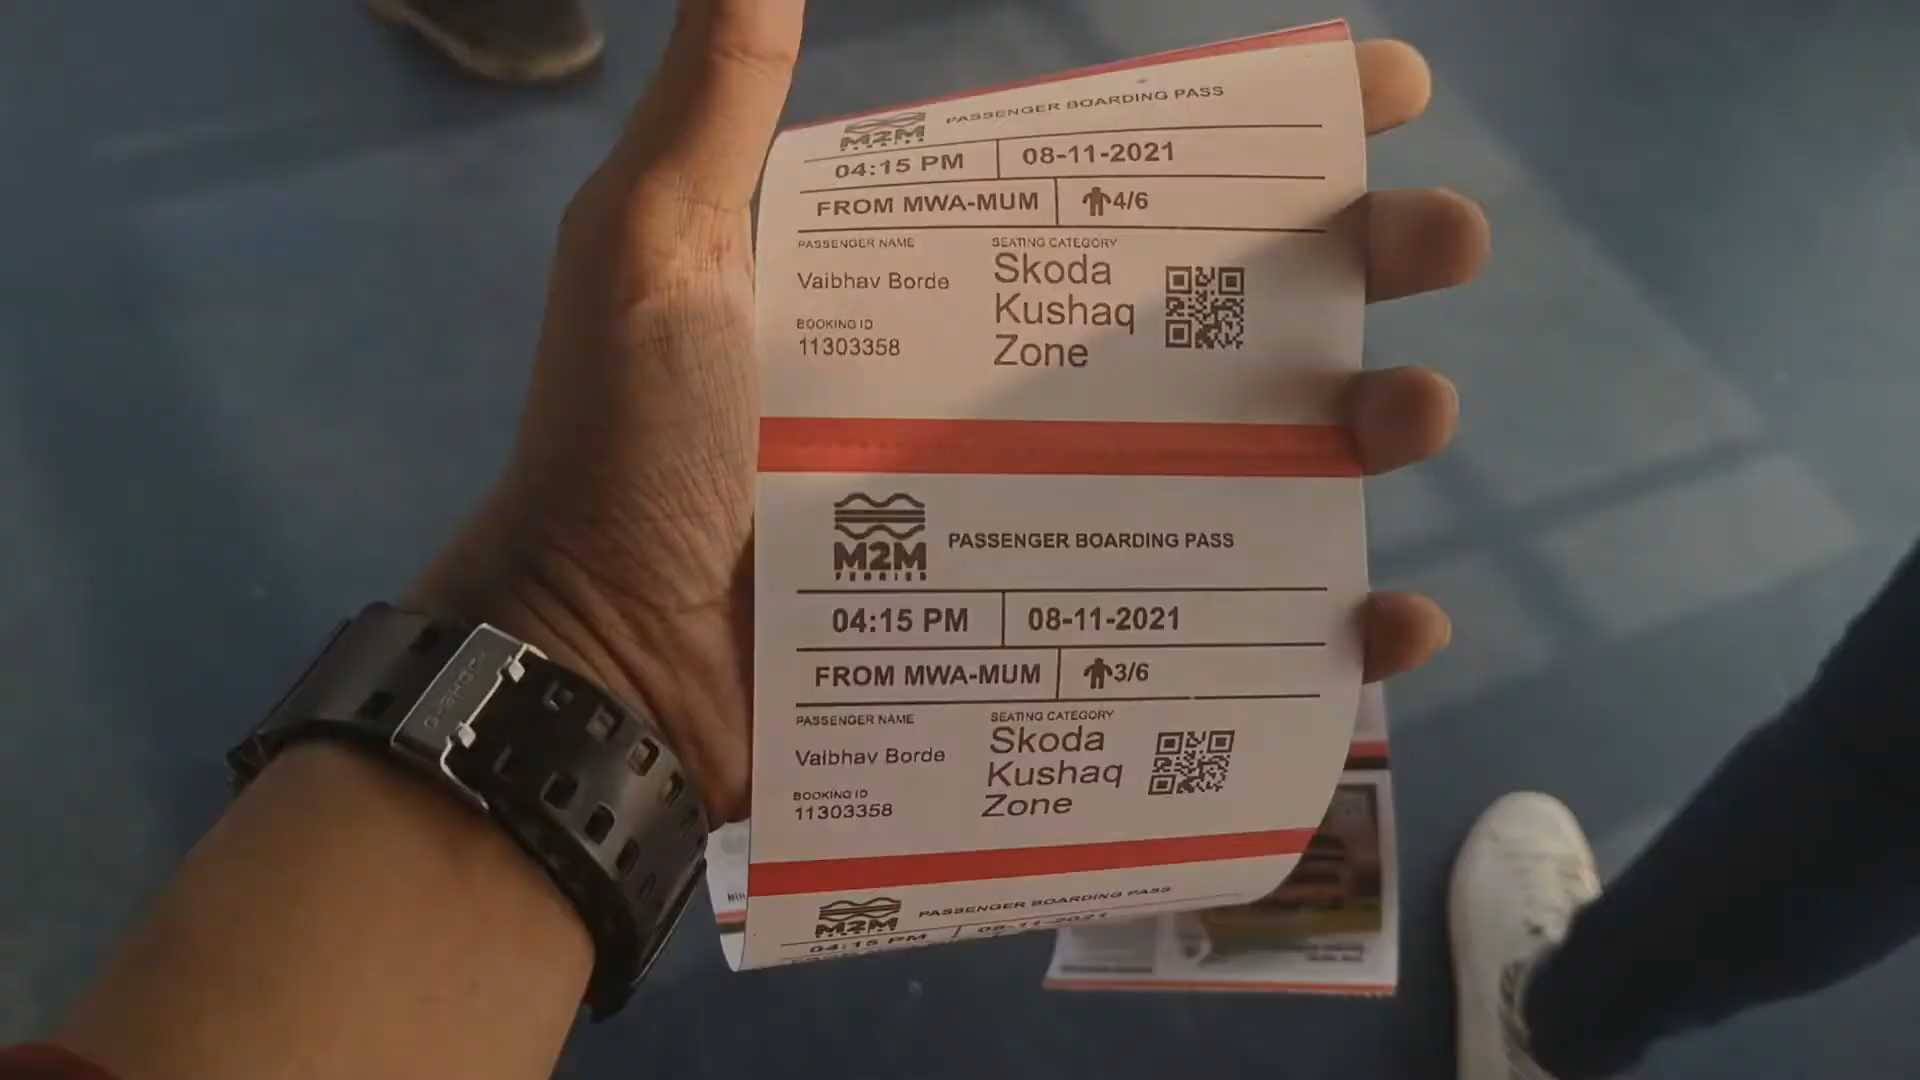 M2M
PASSENGER BOARDING PASS
04:15 PM
08-11-2021
FROM MWA-MUM
4/6
PASSENGER NAME
SEATING CATEGORY
Vaibhav Borde
Skoda
Kushaq
Zone
BOOKING ID
11303358
M2M
FERRIES
PASSENGER BOARDING PASS
04:15 PM
08-11-2021
FROM MWA-MUM
3/6
PASSENGER NAME
SEATING CATEGORY
Vaibhav Borde
Skoda
Kushaq
Zone
BOOKING ID
11303358
M2M
PASSENGER BOARDING PASS
04:15 PM
08-11-2021
G-SHOCK